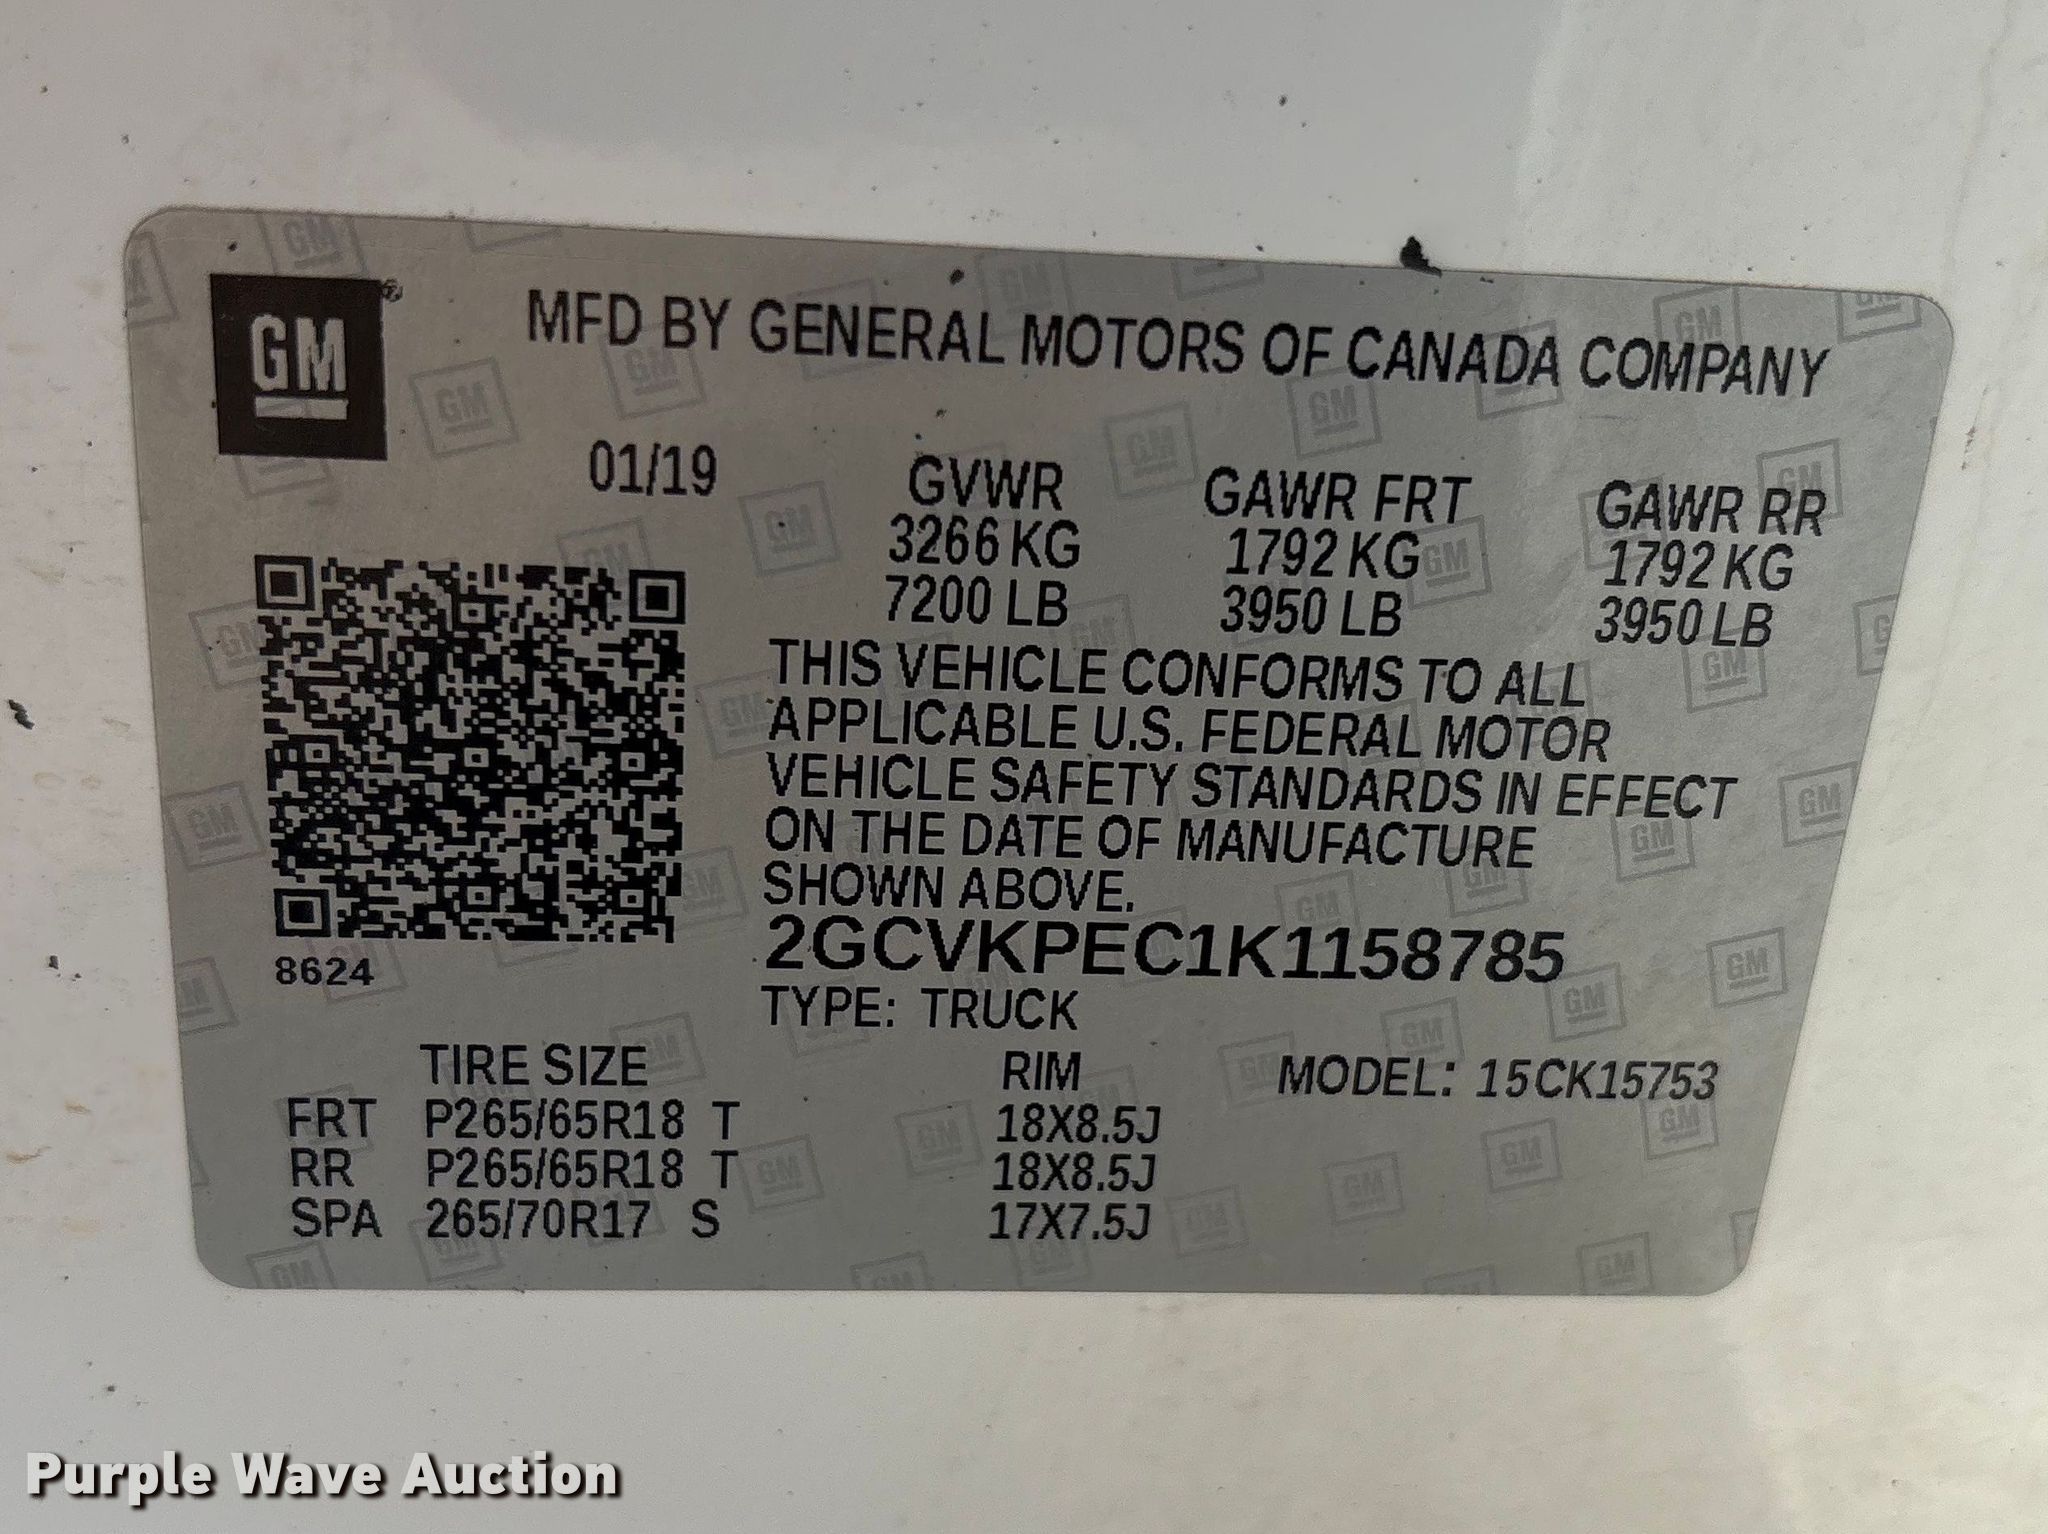 GM
MFD BY GENERAL MOTORS OF CANADA COMPANY
01/19
GVWR GAWR FRT GAWR RR
3266 KG 1792 KG 1792 KG
7200 LB 3950 LB 3950 LB
THIS VEHICLE CONFORMS TO ALL
APPLICABLE U.S. FEDERAL MOTOR
VEHICLE SAFETY STANDARDS IN EFFECT
ON THE DATE OF MANUFACTURE
SHOWN ABOVE.
2GCVKPEC1K1158785
8624
TYPE: TRUCK
TIRE SIZE RIM MODEL: 15CK15753
FRT P265/65R18 T 18X8.5J
RR P265/65R18 T 18X8.5J
SPA 265/70R17 S 17X7.5J
Purple Wave Auction